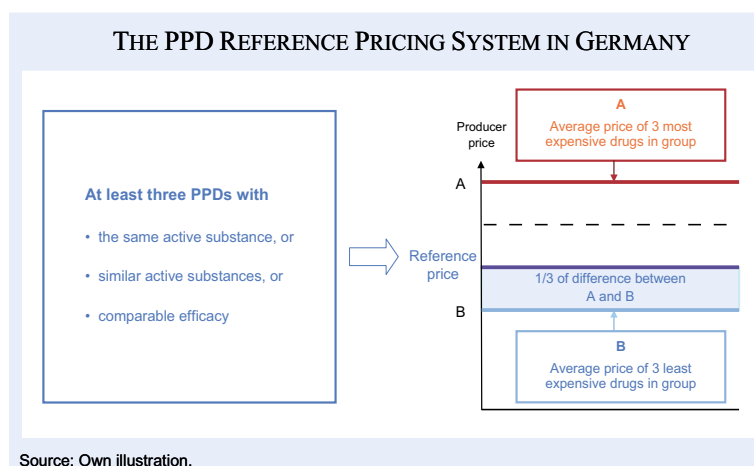 THE PPD REFERENCE PRICING SYSTEM IN GERMANY
At least three PPDs with
• the same active substance, or
• similar active substances, or
• comparable efficacy
Producer
price
A
Average price of 3 most
expensive drugs in group
A
Reference
price
1/3 of difference between
A and B
B
B
Average price of 3 least
expensive drugs in group
Source: Own illustration.